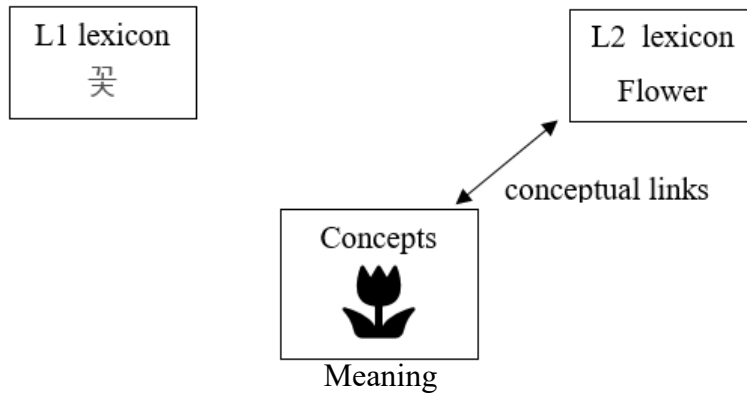 L1 lexicon
꽃
L2 lexicon
Flower
conceptual links
Concepts
Meaning